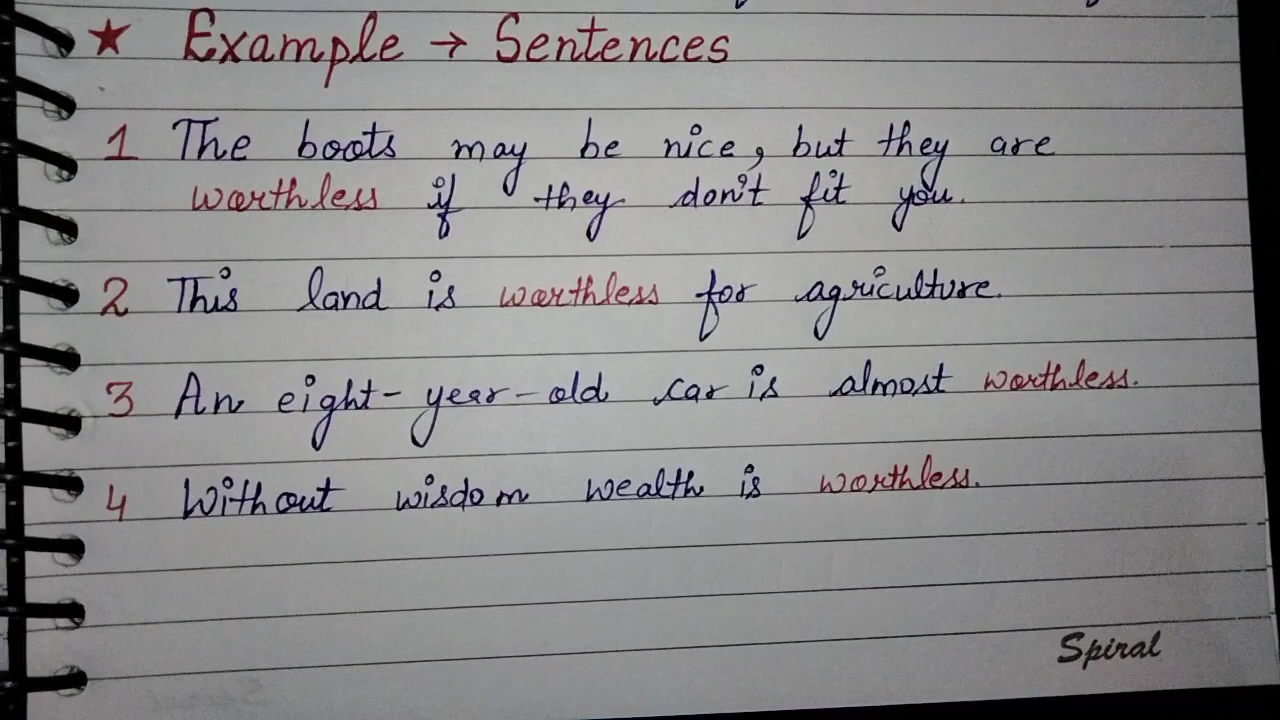 ★ Example → Sentences
1 The boots may be nice, but they are
worthless if they don't fit you.
2 This land is worthless for agriculture.
3 An eight-year-old car is almost worthless.
4 Without wisdom wealth is worthless.
Spiral